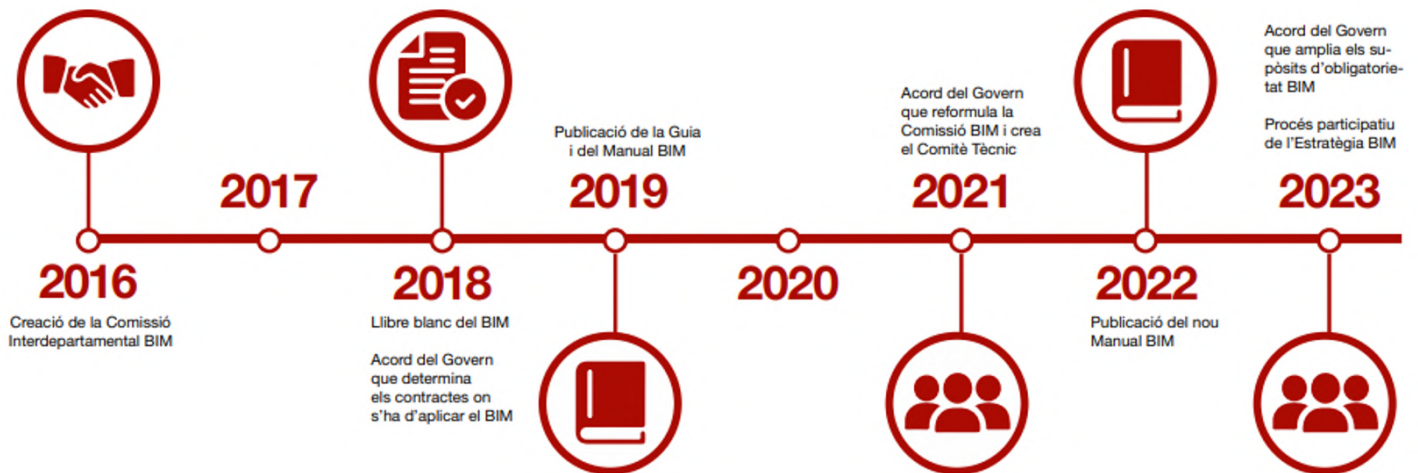 2016
Creació de la Comissió
Interdepartamental BIM
2017
2018
Llibre blanc del BIM
Acord del Govern
que determina
els contractes on
s'ha d'aplicar el BIM
Publicació de la Guia
i del Manual BIM
2019
2020
Acord del Govern
que reformula la
Comissió BIM i crea
el Comitè Tècnic
2021
2022
Publicació del nou
Manual BIM
Acord del Govern
que amplia els su-
pòsits d'obligatorie-
tat BIM
Procés participatiu
de l'Estratègia BIM
2023